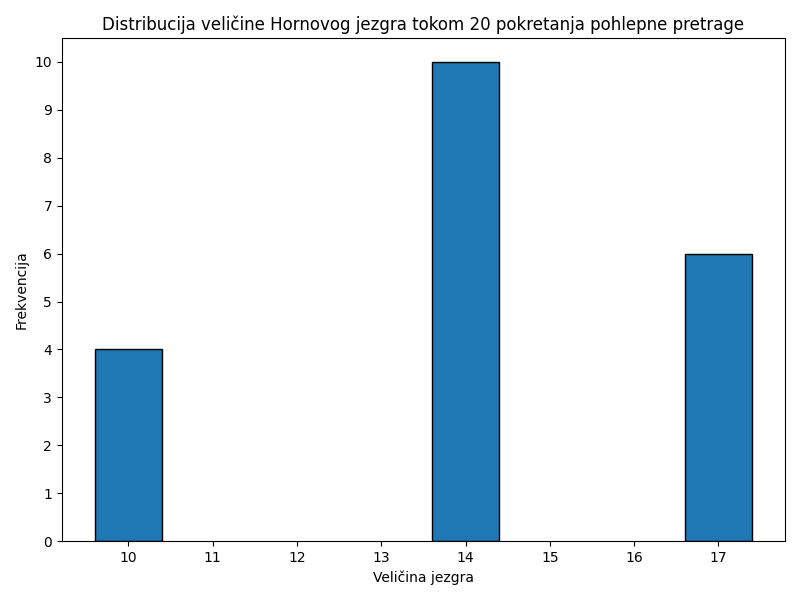 Distribucija veličine Hornovog jezgra tokom 20 pokretanja pohlepne pretrage
10
9
8
7
6
5
4
3
2
1
0
Frekvencija
10 11 12 13 14 15 16 17
Veličina jezgra